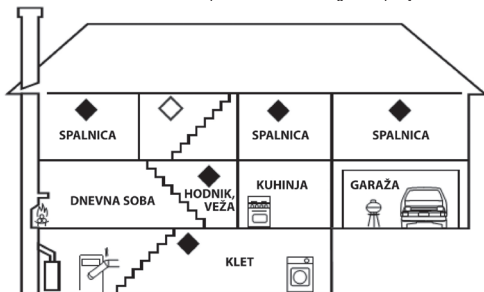 SPALNICA
SPALNICA
SPALNICA
DNEVNA SOBA
HODNIK,
VEŽA
KUHINJA
GARAŽA
KLET